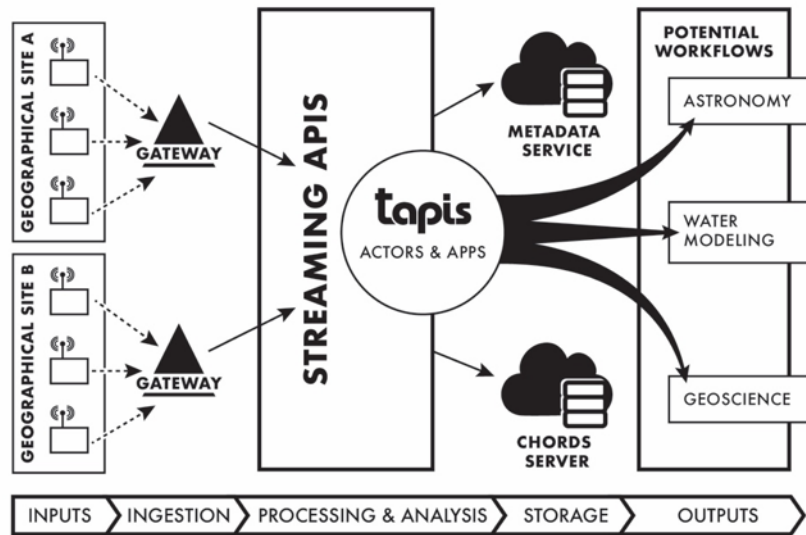 GEOGRAPHICAL SITE A
GATEWAY
GEOGRAPHICAL SITE B
GATEWAY
STREAMING APIS
tapis
ACTORS & APPS
METADATA
SERVICE
CHORDS
SERVER
POTENTIAL
WORKFLOWS
ASTRONOMY
WATER
MODELING
GEOSCIENCE
INPUTS
INGESTION
PROCESSING & ANALYSIS
STORAGE
OUTPUTS